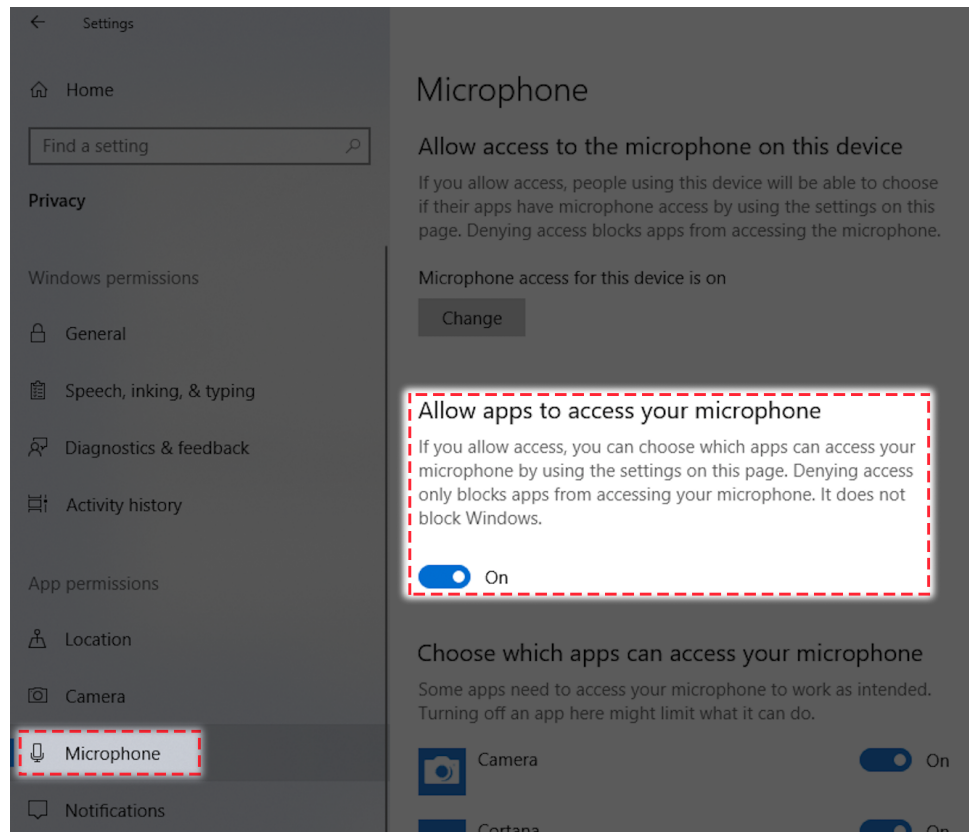 Settings
Home
Find a setting
Privacy
Windows permissions
General
Speech, inking, & typing
Diagnostics & feedback
Activity history
App permissions
Location
Camera
Microphone
Notifications
Microphone
Allow access to the microphone on this device
If you allow access, people using this device will be able to choose
if their apps have microphone access by using the settings on this
page. Denying access blocks apps from accessing the microphone.
Microphone access for this device is on
Change
Allow apps to access your microphone
If you allow access, you can choose which apps can access your
microphone by using the settings on this page. Denying access
only blocks apps from accessing your microphone. It does not
block Windows.
On
Choose which apps can access your microphone
Some apps need to access your microphone to work as intended.
Turning off an app here might limit what it can do.
Camera On
Cortana On